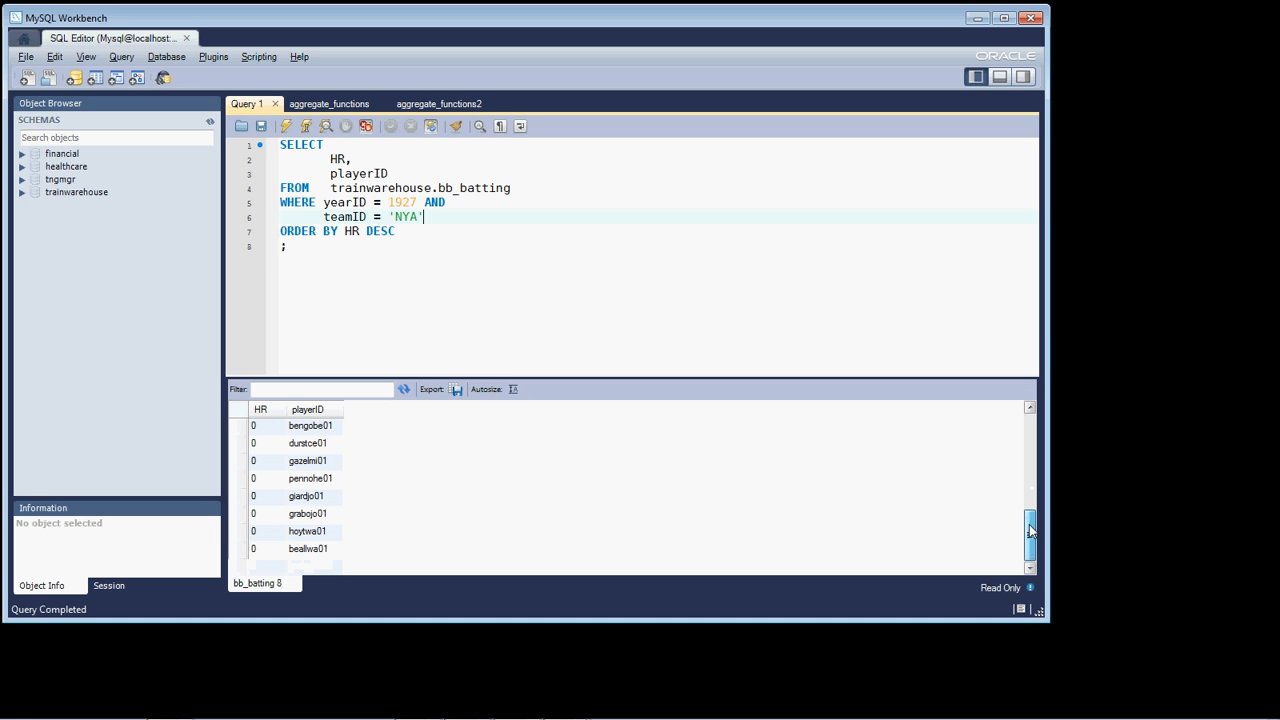 MySQL Workbench
SQL Editor (Mysql@localhost:...
File Edit View Query Database Plugins Scripting Help
ORACLE
Object Browser
SCHEMAS
Search objects
financial
healthcare
tngmgr
trainwarehouse
Information
No object selected
Object Info Session
Query 1 aggregate_functions aggregate_functions2
1 SELECT
2 HR,
3 playerID
4 FROM trainwarehouse.bb_batting
5 WHERE yearID = 1927 AND
6 teamID = 'NYA'
7 ORDER BY HR DESC
8 ;
Filter: Export: Autosize:
HR playerID
0 bengobe01
0 durstce01
0 gazelmi01
0 pennohe01
0 giardjo01
0 grabojo01
0 hoytwa01
0 beallwa01
bb_batting 8
Read Only
Query Completed